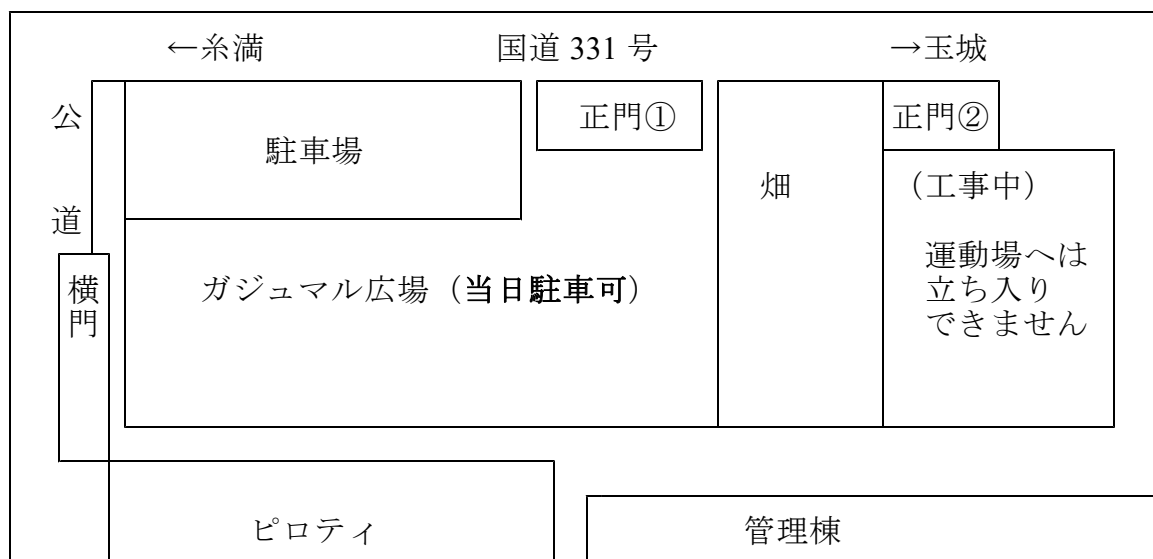 ←糸満 国道 331 号 →玉城
公道
駐車場
正門①
畑
正門②
(工事中)
運動場へは
立ち入り
できません
横門
ガジュマル広場(当日駐車可)
ピロティ
管理棟